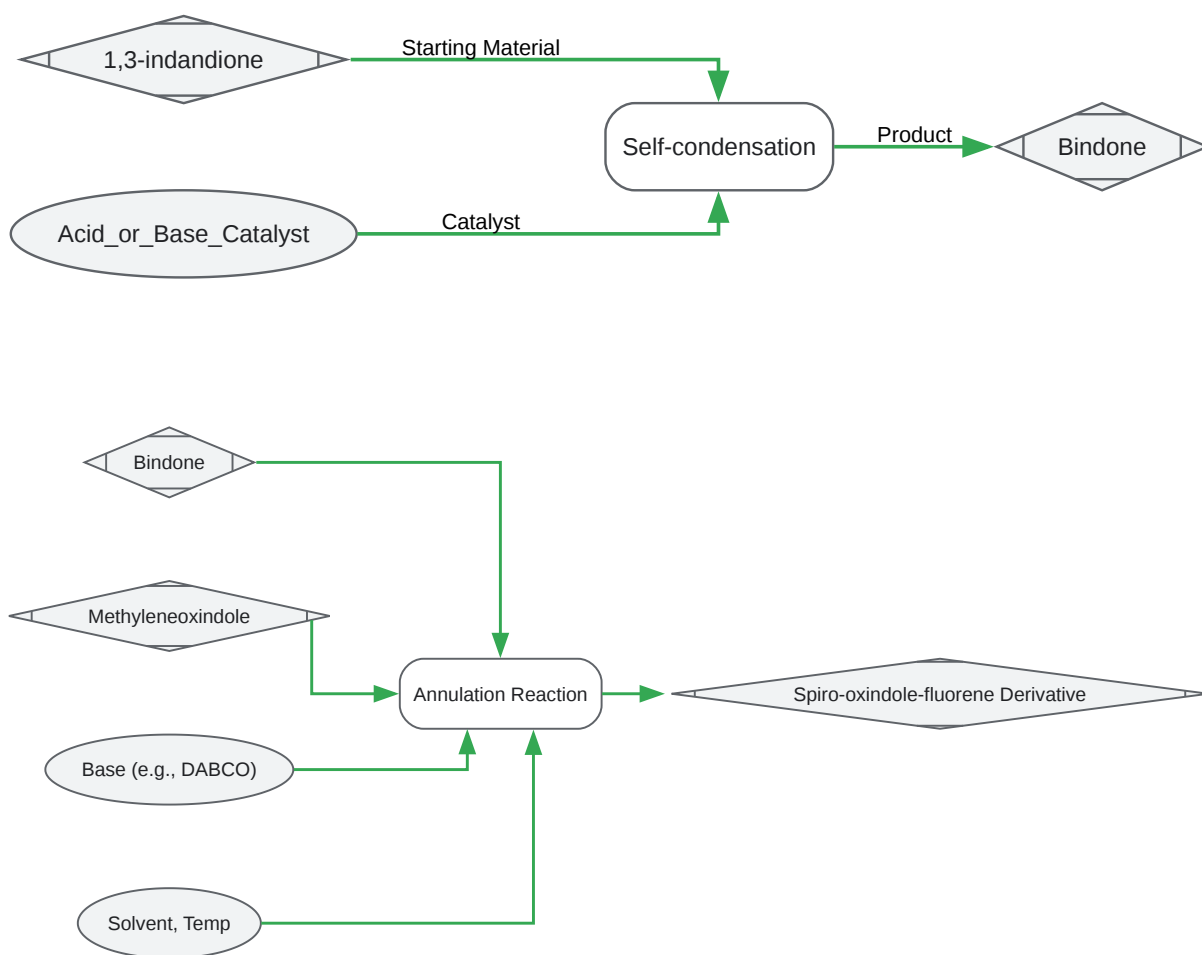 1,3-indandione
Starting Material
Self-condensation
Product
Bindone
Acid_or_Base_Catalyst
Catalyst
Bindone
Methyleneoxindole
Annulation Reaction
Spiro-oxindole-fluorene Derivative
Base (e.g., DABCO)
Solvent, Temp